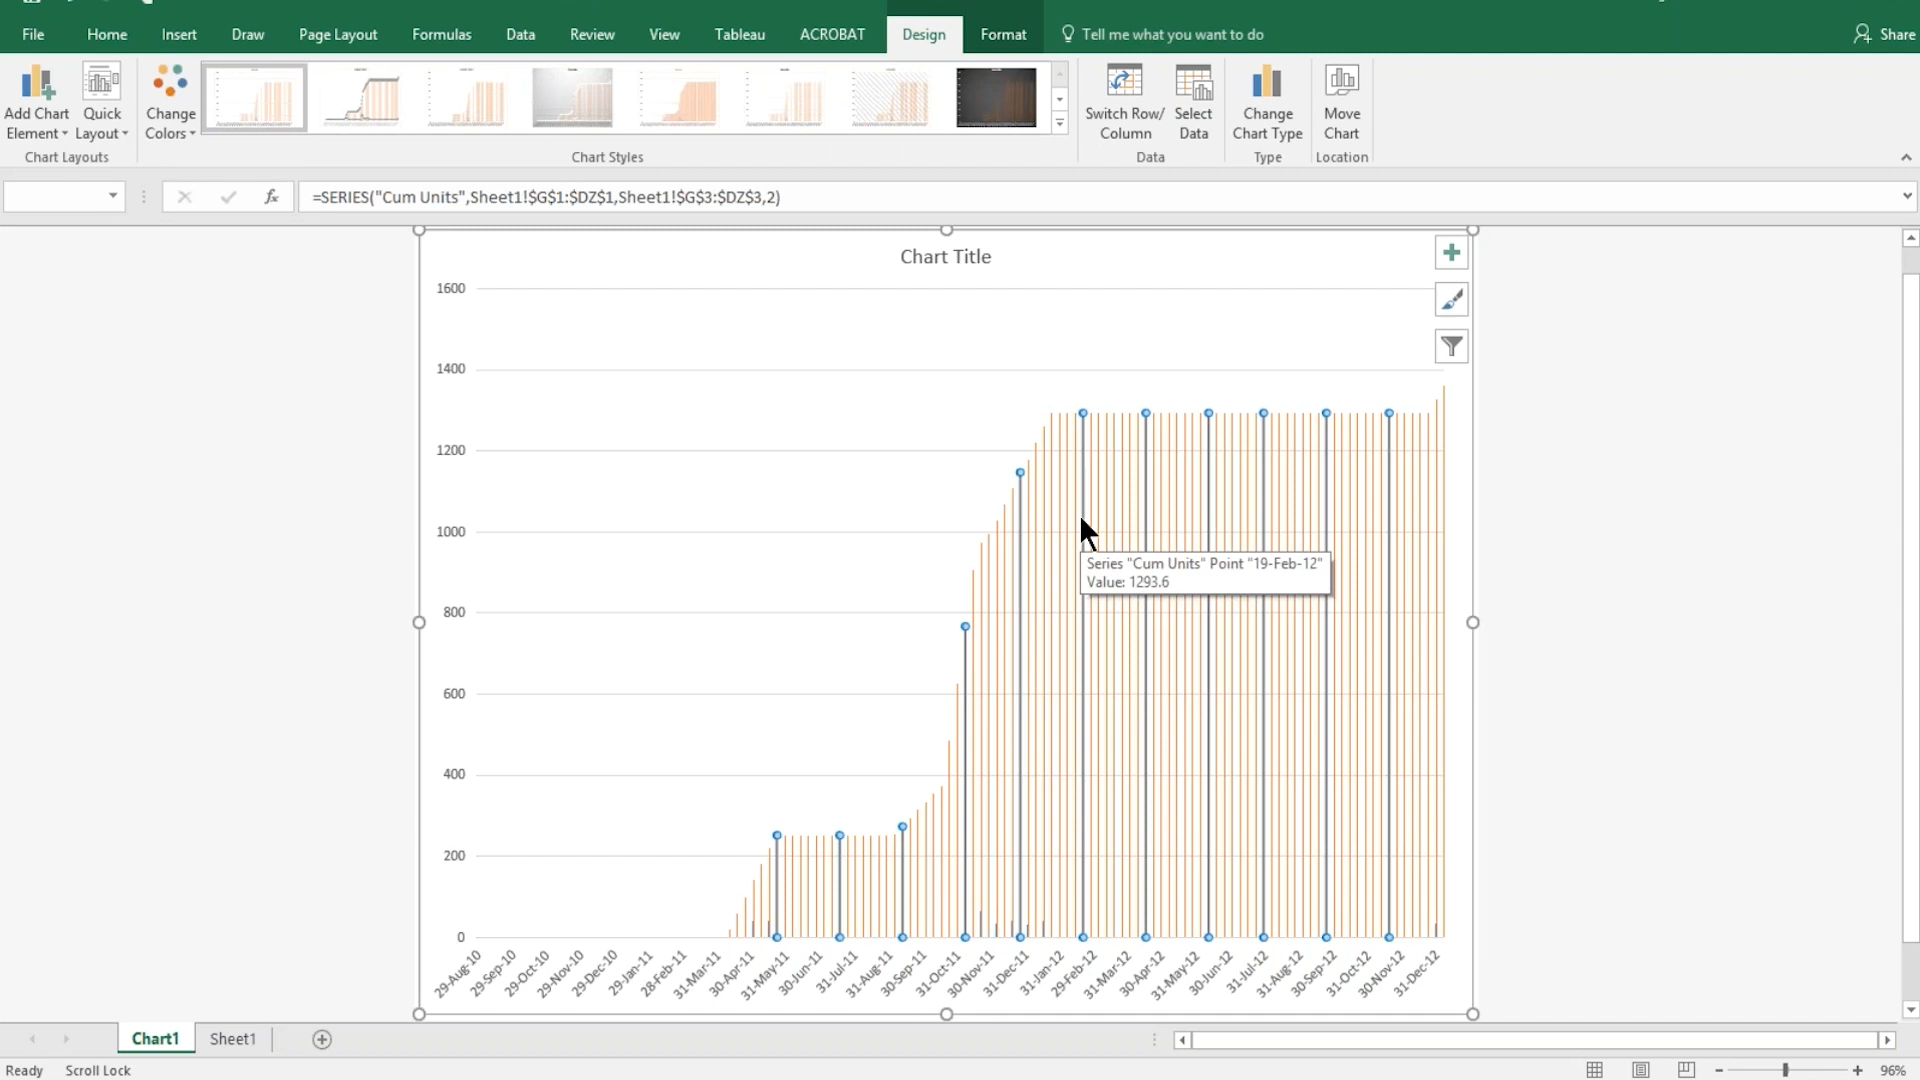 File Home Insert Draw Page Layout Formulas Data Review View Tableau ACROBAT Design Format Tell me what you want to do Share
Add Chart Element
Quick Layout
Change Colors
Switch Row/ Column
Select Data
Change Chart Type
Move Chart
Chart Layouts
Chart Styles
Data
Type
Location
fx
=SERIES("Cum Units",Sheet1!$G$1:$DZ$1,Sheet1!$G$3:$DZ$3,2)
Chart Title
1600
1400
1200
1000
800
600
400
200
0
Series "Cum Units" Point "19-Feb-12"
Value: 1293.6
29-Aug-10
29-Sep-10
29-Oct-10
29-Nov-10
29-Dec-10
29-Jan-11
28-Feb-11
31-Mar-11
30-Apr-11
31-May-11
30-Jun-11
31-Jul-11
31-Aug-11
30-Sep-11
31-Oct-11
30-Nov-11
31-Dec-11
31-Jan-12
29-Feb-12
31-Mar-12
30-Apr-12
31-May-12
30-Jun-12
31-Jul-12
31-Aug-12
30-Sep-12
31-Oct-12
30-Nov-12
31-Dec-12
Chart1 Sheet1
Ready Scroll Lock
96%